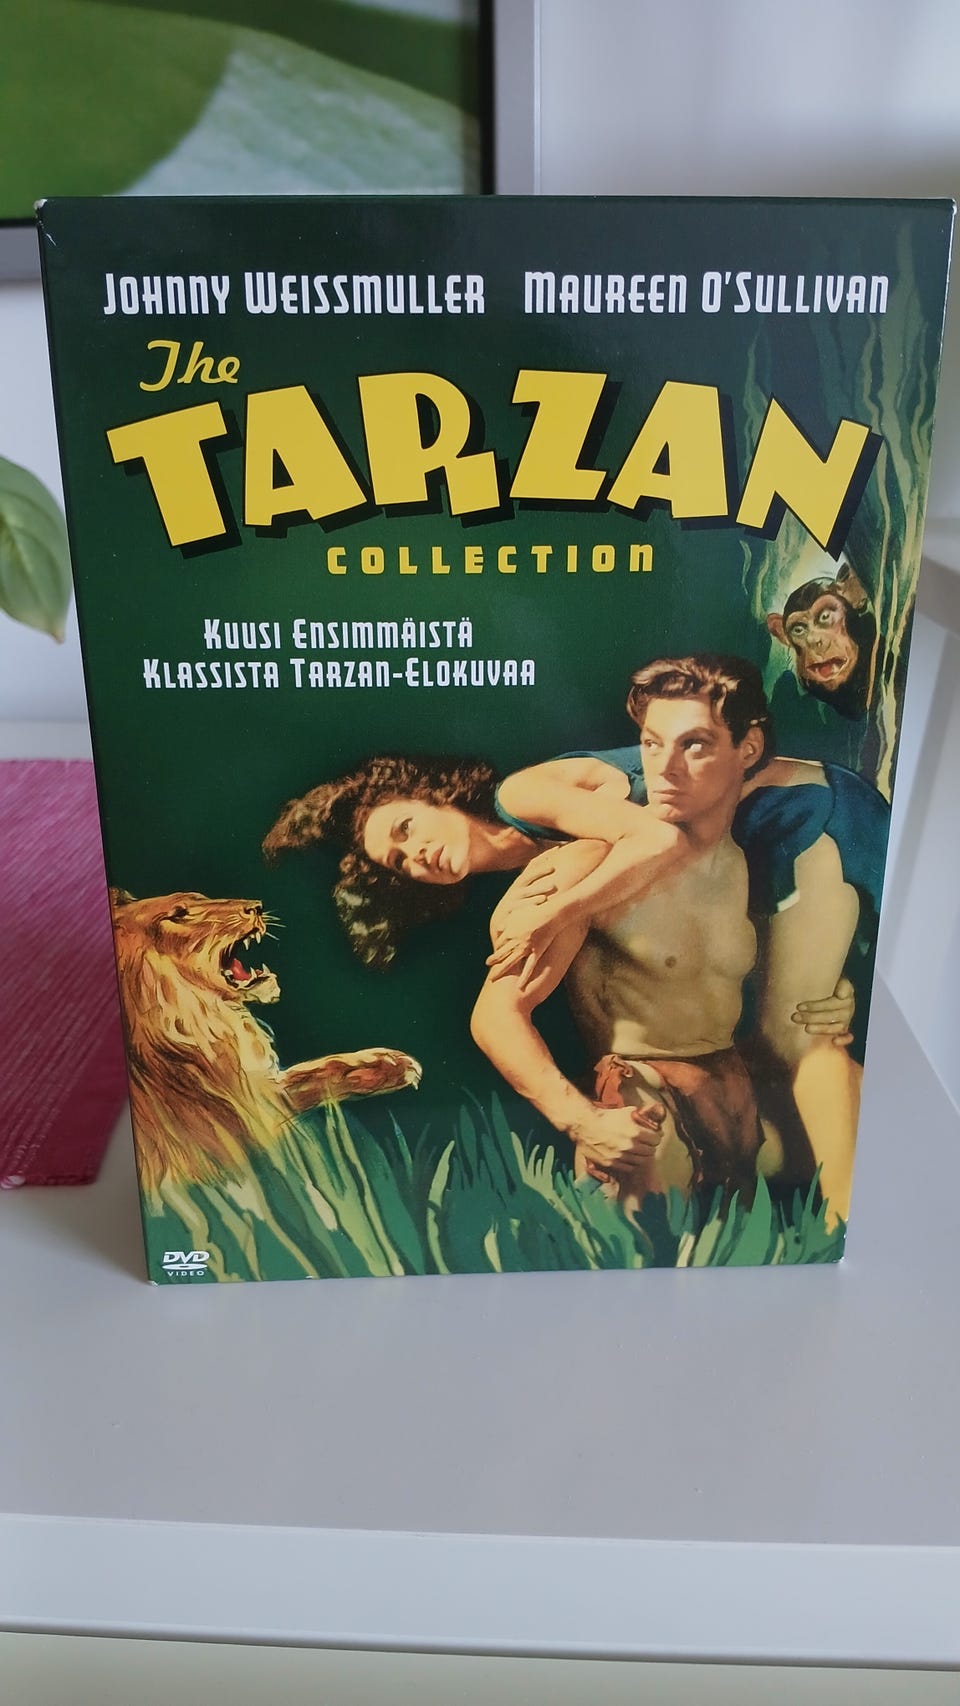 Johnny Weissmuller Maureen O'Sullivan
The
TARZAN
COLLECTION
Kuusi Ensimmäistä
Klassista Tarzan-Elokuvaa
DVD
VIDEO